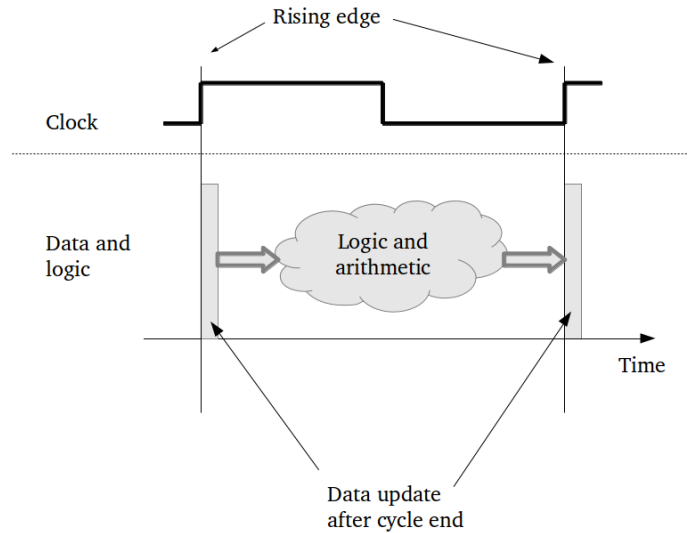 Rising edge
Clock
Data and
logic
Logic and
arithmetic
Time
Data update
after cycle end